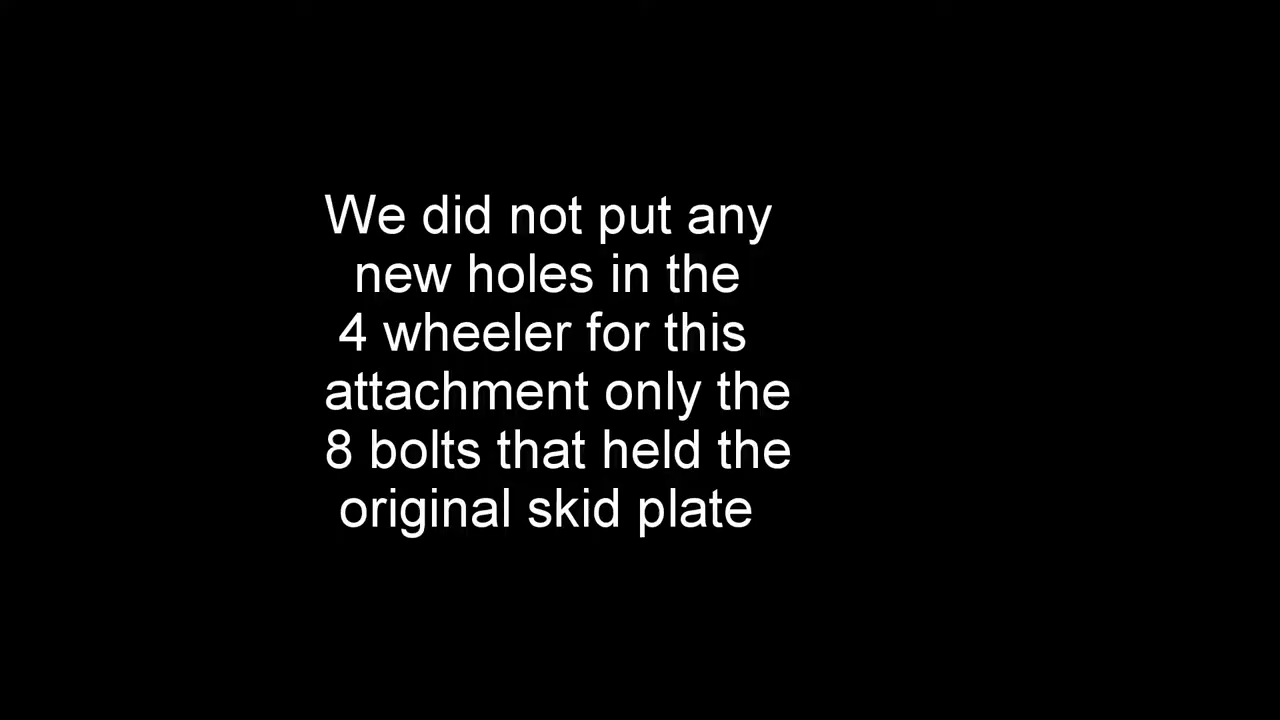 We did not put any
new holes in the
4 wheeler for this
attachment only the
8 bolts that held the
original skid plate